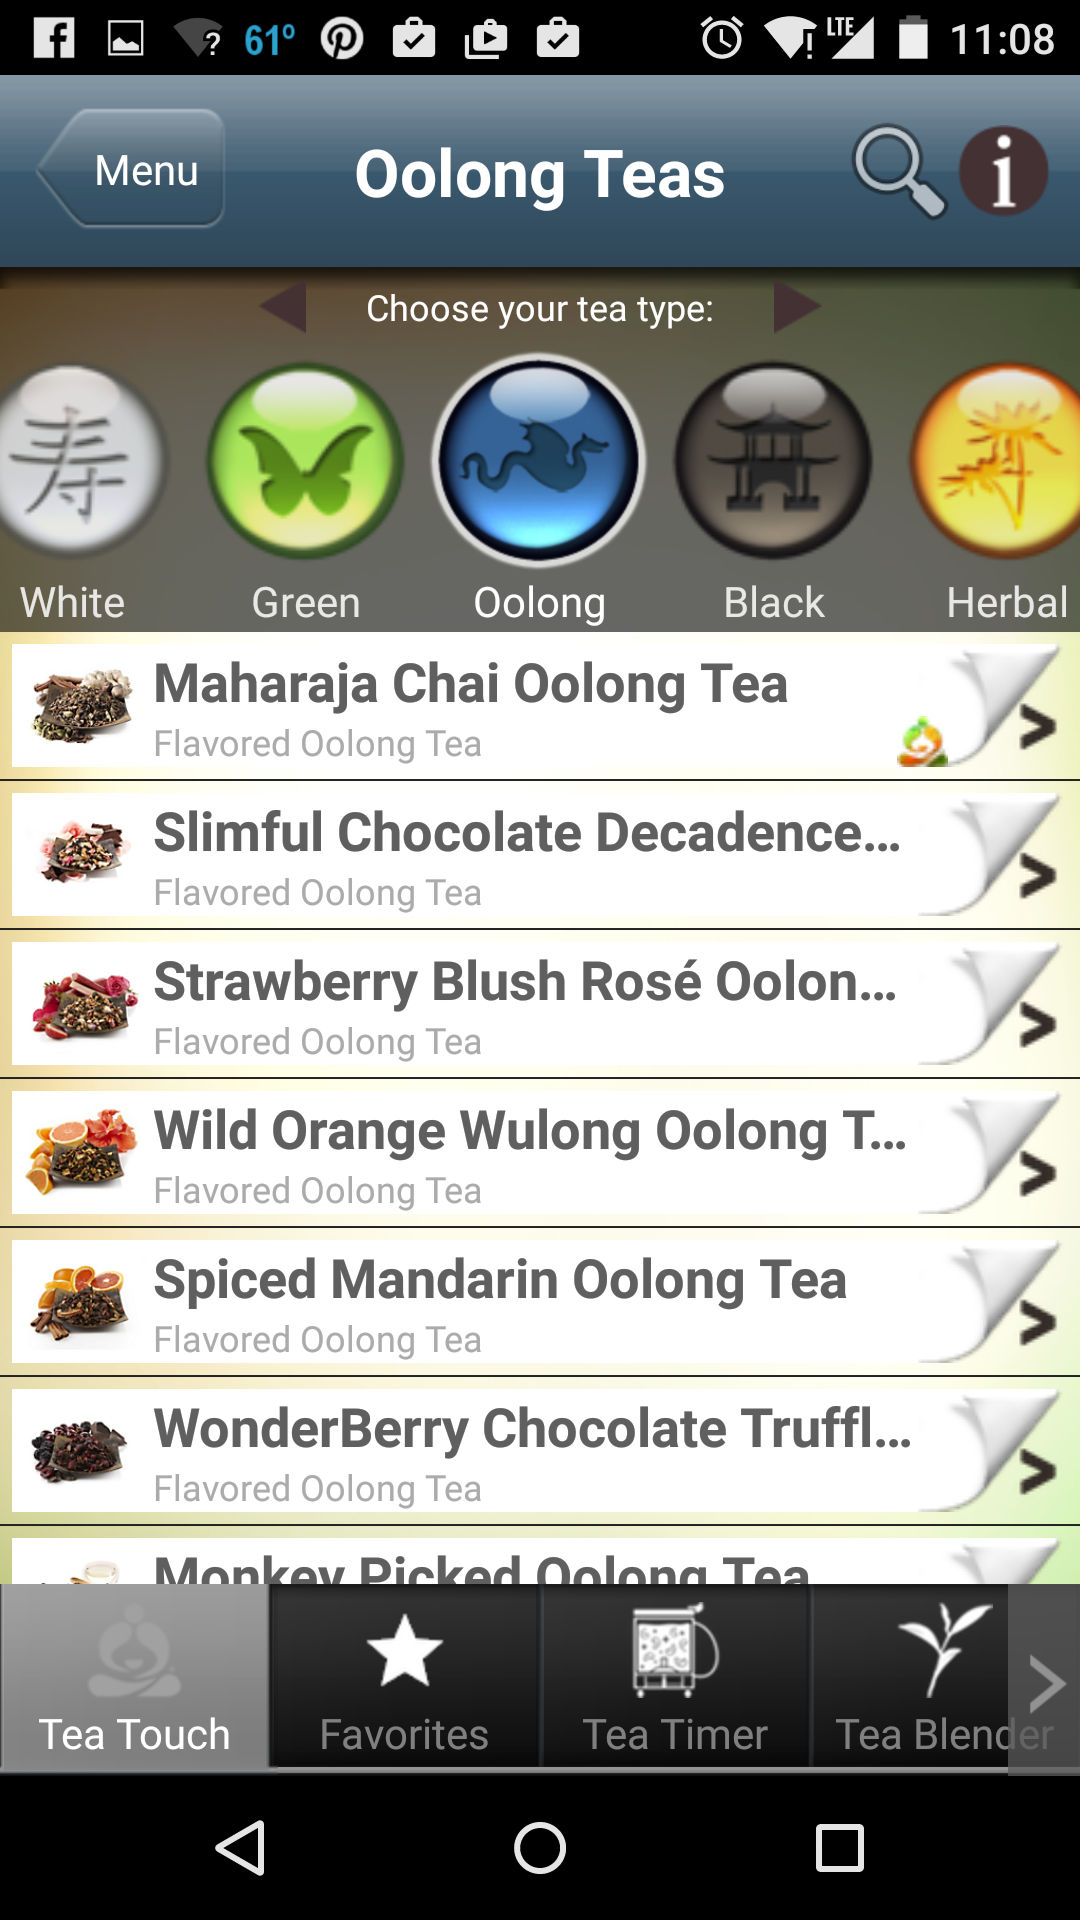 61°
LTE
11:08
Menu
Oolong Teas
i
Choose your tea type:
寿
White
Green
Oolong
Black
Herbal
Maharaja Chai Oolong Tea
Flavored Oolong Tea
>
Slimful Chocolate Decadence...
Flavored Oolong Tea
>
Strawberry Blush Rosé Oolon...
Flavored Oolong Tea
>
Wild Orange Wulong Oolong T...
Flavored Oolong Tea
>
Spiced Mandarin Oolong Tea
Flavored Oolong Tea
>
WonderBerry Chocolate Truffl...
Flavored Oolong Tea
>
Monkey Picked Oolong Tea
Tea Touch
Favorites
Tea Timer
Tea Blender